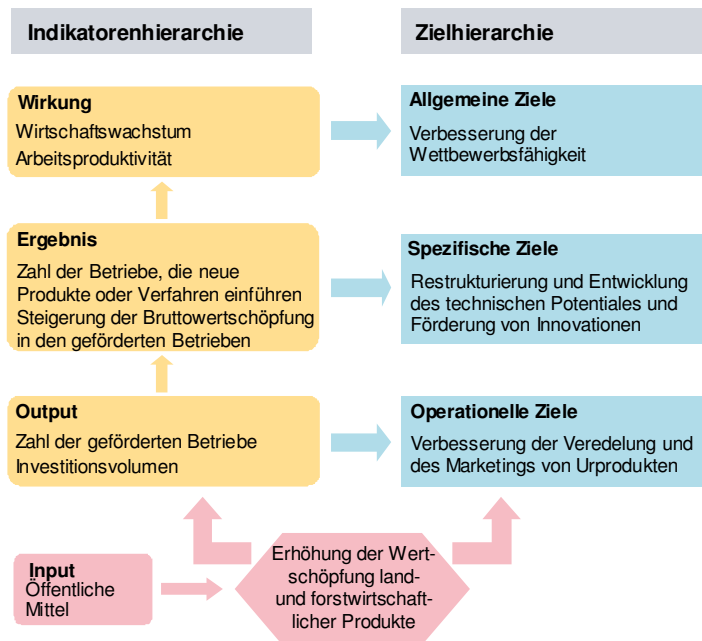 Indikatorenhierarchie
Zielhierarchie
Wirkung
Wirtschaftswachstum
Arbeitsproduktivität
Allgemeine Ziele
Verbesserung der
Wettbewerbsfähigkeit
Ergebnis
Zahl der Betriebe, die neue
Produkte oder Verfahren einführen
Steigerung der Bruttowertschöpfung
in den geförderten Betrieben
Spezifische Ziele
Restrukturierung und Entwicklung
des technischen Potentiales und
Förderung von Innovationen
Output
Zahl der geförderten Betriebe
Investitionsvolumen
Operationelle Ziele
Verbesserung der Veredelung und
des Marketings von Urprodukten
Input
Öffentliche
Mittel
Erhöhung der Wert-
schöpfung land-
und forstwirtschaft-
licher Produkte